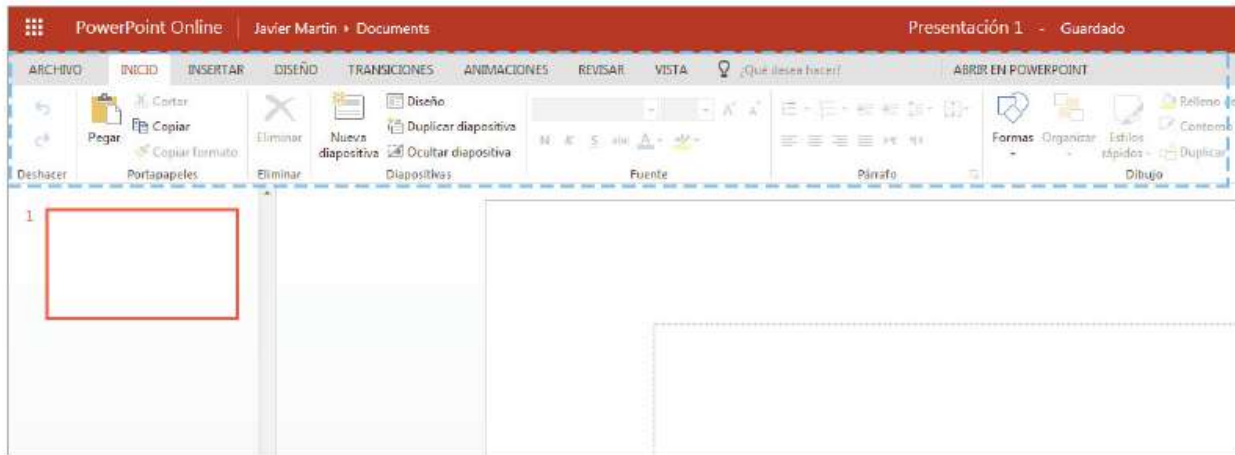 PowerPoint Online Javier Martin ▸ Documents Presentación 1 - Guardado
ARCHIVO INICIO INSERTAR DISEÑO TRANSICIONES ANIMACIONES REVISAR VISTA ¿Qué desea hacer? ABRIR EN POWERPOINT
Cortar Diseño Relleno
Pegar Copiar Eliminar Nueva diapositiva Duplicar diapositiva Formas Organizar Estilos rápidos Contorno
Copiar formato Ocultar diapositiva N K S abc A Duplicar
Deshacer Portapapeles Eliminar Diapositivas Fuente Párrafo Dibujo
1